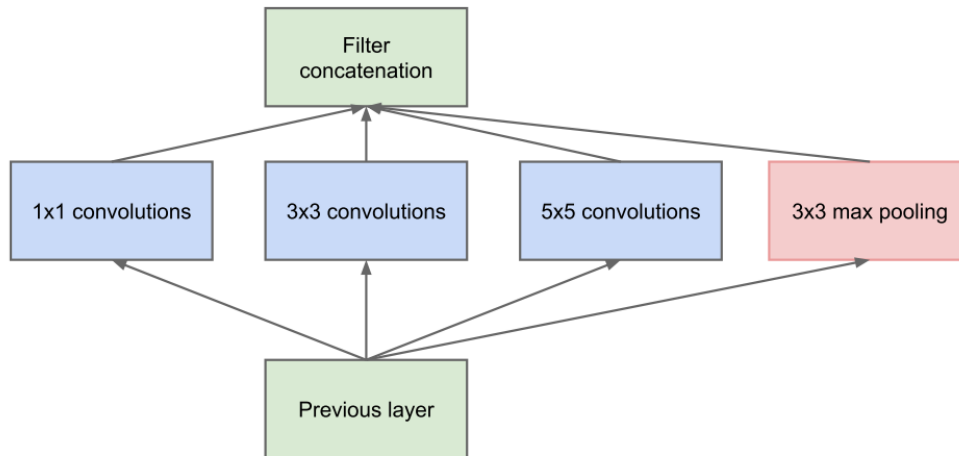 Filter
concatenation
1x1 convolutions
3x3 convolutions
5x5 convolutions
3x3 max pooling
Previous layer